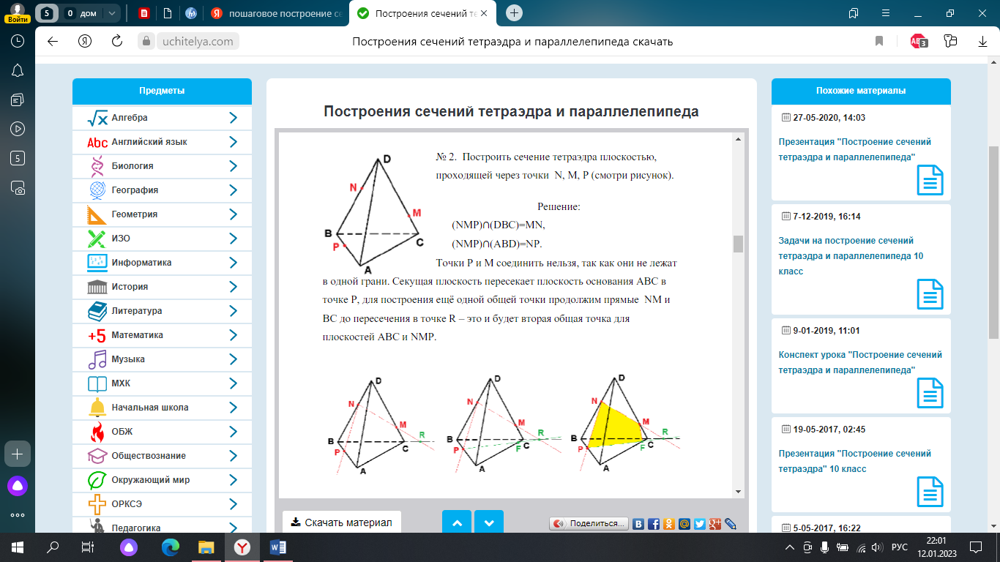 Войти
5
0 дом
пошаговое построение се
Построения сечений те
uchitelya.com
Построения сечений тетраэдра и параллелепипеда скачать
3
5
Предметы
Алгебра
Abc Английский язык
Биология
География
Геометрия
ИЗО
Информатика
История
Литература
+5 Математика
Музыка
МХК
Начальная школа
ОБЖ
Обществознание
Окружающий мир
ОРКСЭ
Педагогика
Построения сечений тетраэдра и параллелепипеда
D
N
M
B
C
P
A
№ 2. Построить сечение тетраэдра плоскостью,
проходящей через точки N, M, P (смотри рисунок).
Решение:
(NMP)∩(DBC)=MN,
(NMP)∩(ABD)=NP.
Точки P и M соединить нельзя, так как они не лежат
в одной грани. Секущая плоскость пересекает плоскость основания АВС в
точке Р, для построения ещё одной общей точки продолжим прямые NM и
ВС до пересечения в точке R – это и будет вторая общая точка для
плоскостей АВС и NMP.
D
N
M
R
B
C
P
A
D
N
M
R
B
C
P
F
A
D
N
M
R
B
C
P
F
A
Скачать материал
Поделиться...
Похожие материалы
27-05-2020, 14:03
Презентация "Построение сечений
тетраэдра и параллелепипеда"
7-12-2019, 16:14
Задачи на построение сечений
тетраэдра и параллелепипеда 10
класс
9-01-2019, 11:01
Конспект урока "Построение сечений
тетраэдра и параллелепипеда"
19-05-2017, 02:45
Презентация "Построение сечений
тетраэдра" 10 класс
5-05-2017, 16:22
РУС
22:01
12.01.2023